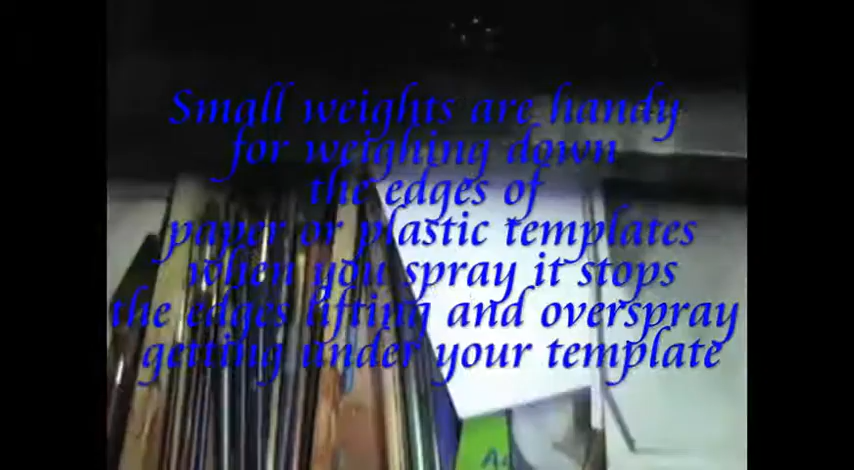 Small weights are handy
for weighing down
the edges of
paper or plastic templates
when you spray it stops
the edges lifting and overspray
getting under your template